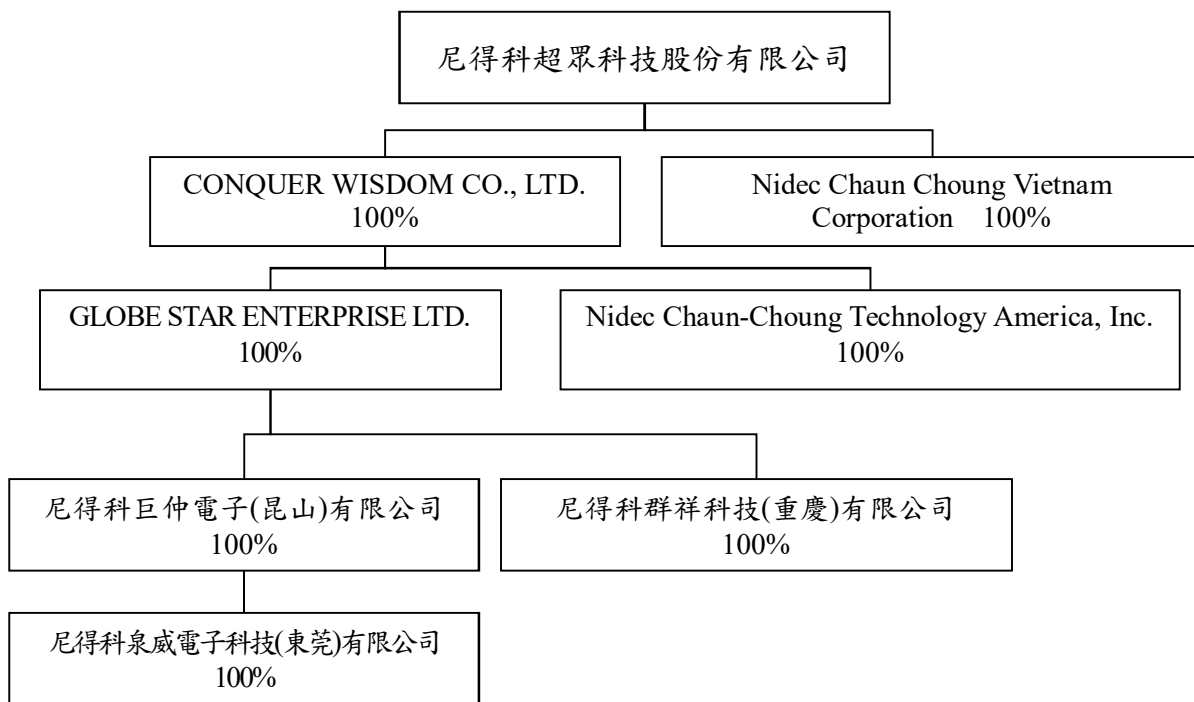 尼得科超眾科技股份有限公司
CONQUER WISDOM CO., LTD.
100%
Nidec Chaun Choung Vietnam
Corporation 100%
GLOBE STAR ENTERPRISE LTD.
100%
Nidec Chaun-Choung Technology America, Inc.
100%
尼得科巨仲電子(昆山)有限公司
100%
尼得科群祥科技(重慶)有限公司
100%
尼得科泉威電子科技(東莞)有限公司
100%